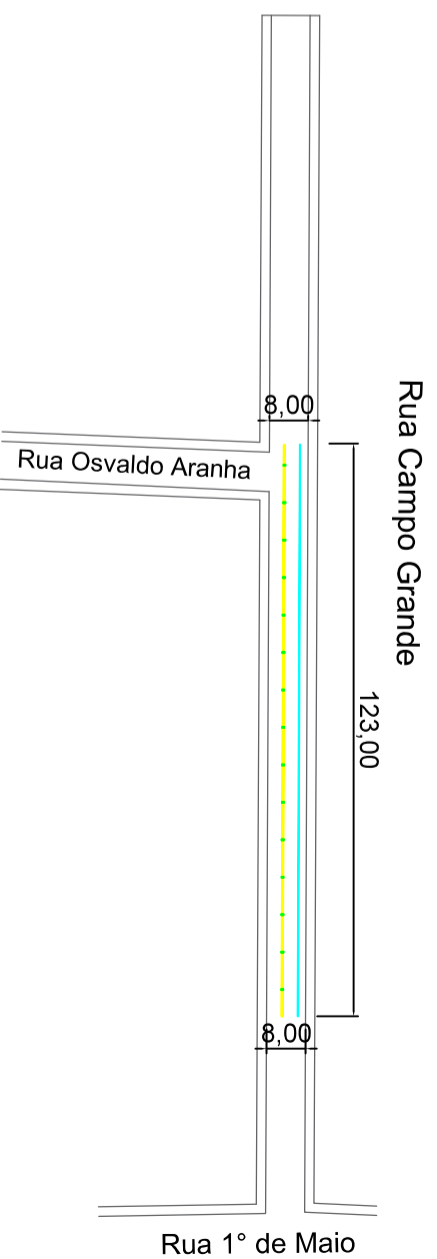 8,00
Rua Campo Grande
Rua Osvaldo Aranha
123,00
8,00
Rua 1° de Maio